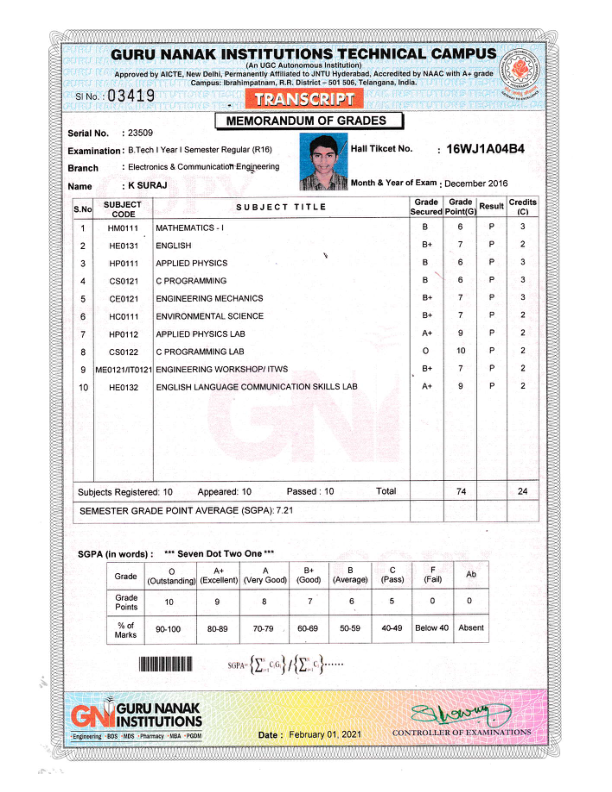 GURU NANAK INSTITUTIONS TECHNICAL CAMPUS
(An UGC Autonomous Institution)
Approved by AICTE, New Delhi, Permanently Affiliated to JNTU Hyderabad, Accredited by NAAC with A+ grade
Campus: Ibrahimpatnam, R.R. District – 501 506, Telangana, India.
Sl No. : 03419
TRANSCRIPT
MEMORANDUM OF GRADES
Serial No. : 23509
Examination : B.Tech I Year I Semester Regular (R16) Hall Tikcet No. : 16WJ1A04B4
Branch : Electronics & Communication Engineering
Name : K SURAJ Month & Year of Exam : December 2016
S.No SUBJECT CODE SUBJECT TITLE Grade Secured Grade Point(G) Result Credits (C)
1 HM0111 MATHEMATICS - I B 6 P 3
2 HE0131 ENGLISH B+ 7 P 2
3 HP0111 APPLIED PHYSICS B 6 P 3
4 CS0121 C PROGRAMMING B 6 P 3
5 CE0121 ENGINEERING MECHANICS B+ 7 P 3
6 HC0111 ENVIRONMENTAL SCIENCE B+ 7 P 2
7 HP0112 APPLIED PHYSICS LAB A+ 9 P 2
8 CS0122 C PROGRAMMING LAB O 10 P 2
9 ME0121/IT0121 ENGINEERING WORKSHOP/ ITWS B+ 7 P 2
10 HE0132 ENGLISH LANGUAGE COMMUNICATION SKILLS LAB A+ 9 P 2
Subjects Registered: 10 Appeared: 10 Passed : 10 Total 74 24
SEMESTER GRADE POINT AVERAGE (SGPA): 7.21
SGPA (in words) : *** Seven Dot Two One ***
Grade O (Outstanding) A+ (Excellent) A (Very Good) B+ (Good) B (Average) C (Pass) F (Fail) Ab
Grade Points 10 9 8 7 6 5 0 0
% of Marks 90-100 80-89 70-79 60-69 50-59 40-49 Below 40 Absent
GNI GURU NANAK INSTITUTIONS
Engineering • BDS • MDS • Pharmacy • MBA • PGDM
Date : February 01, 2021
CONTROLLER OF EXAMINATIONS